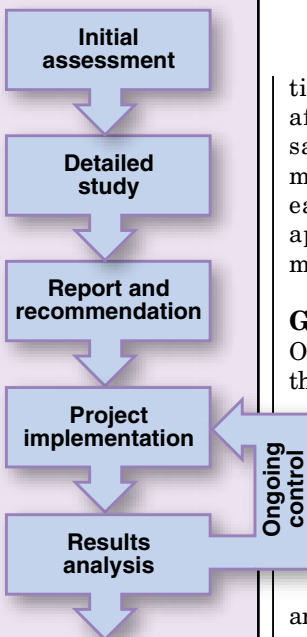 Initial
assessment
Detailed
study
Report and
recommendation
Project
implementation
Results
analysis
Ongoing
control